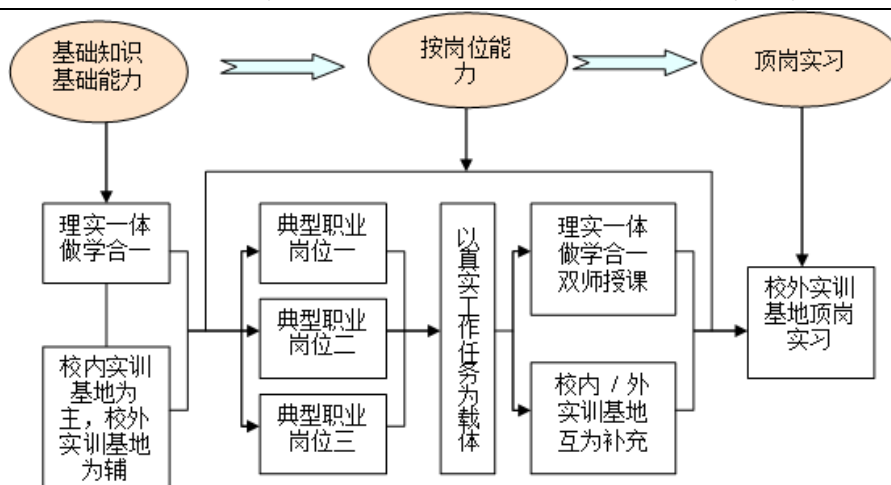 基础知识
基础能力
按岗位能
力
顶岗实习
理实一体
做学合一
校内实训
基地为
主，校外
实训基地
为辅
典型职业
岗位一
典型职业
岗位二
典型职业
岗位三
以真实工作任务为载体
理实一体
做学合一
双师授课
校内 / 外
实训基地
互为补充
校外实训
基地顶岗
实习